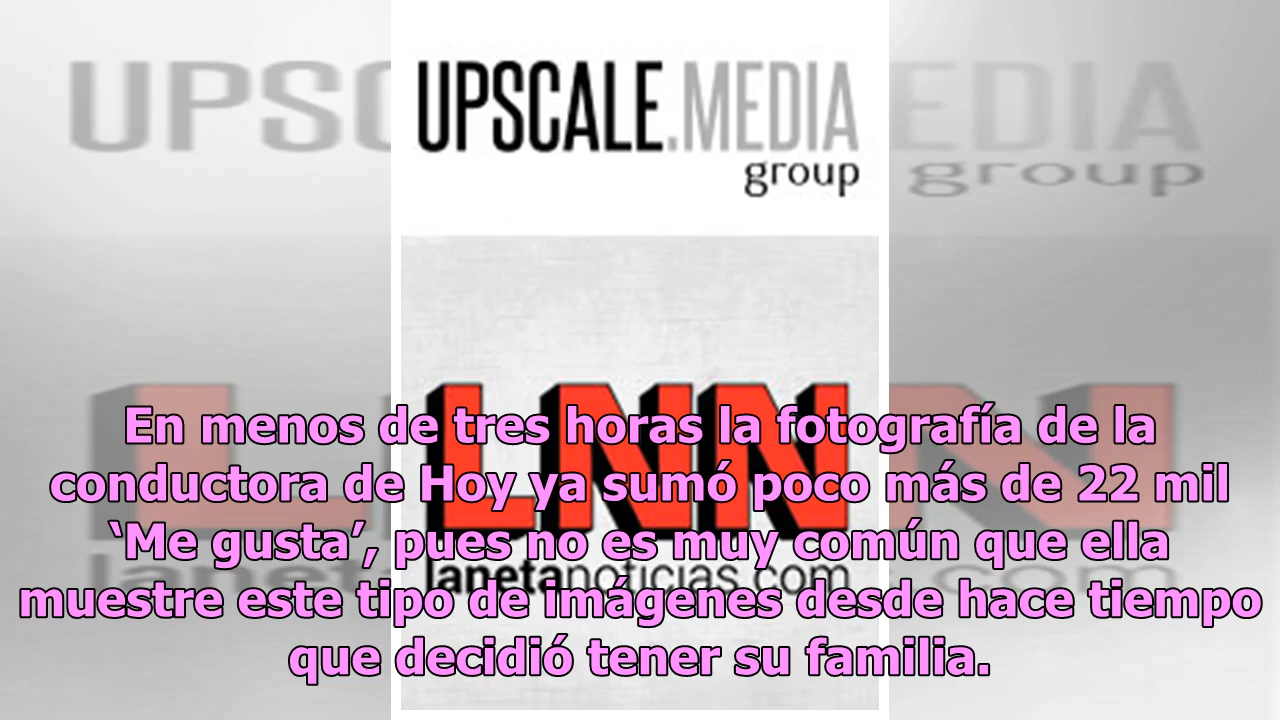 UPSCALE.MEDIA
group
LNN
lanetanoticias.com
En menos de tres horas la fotografía de la
conductora de Hoy ya sumó poco más de 22 mil
‘Me gusta’, pues no es muy común que ella
muestre este tipo de imágenes desde hace tiempo
que decidió tener su familia.